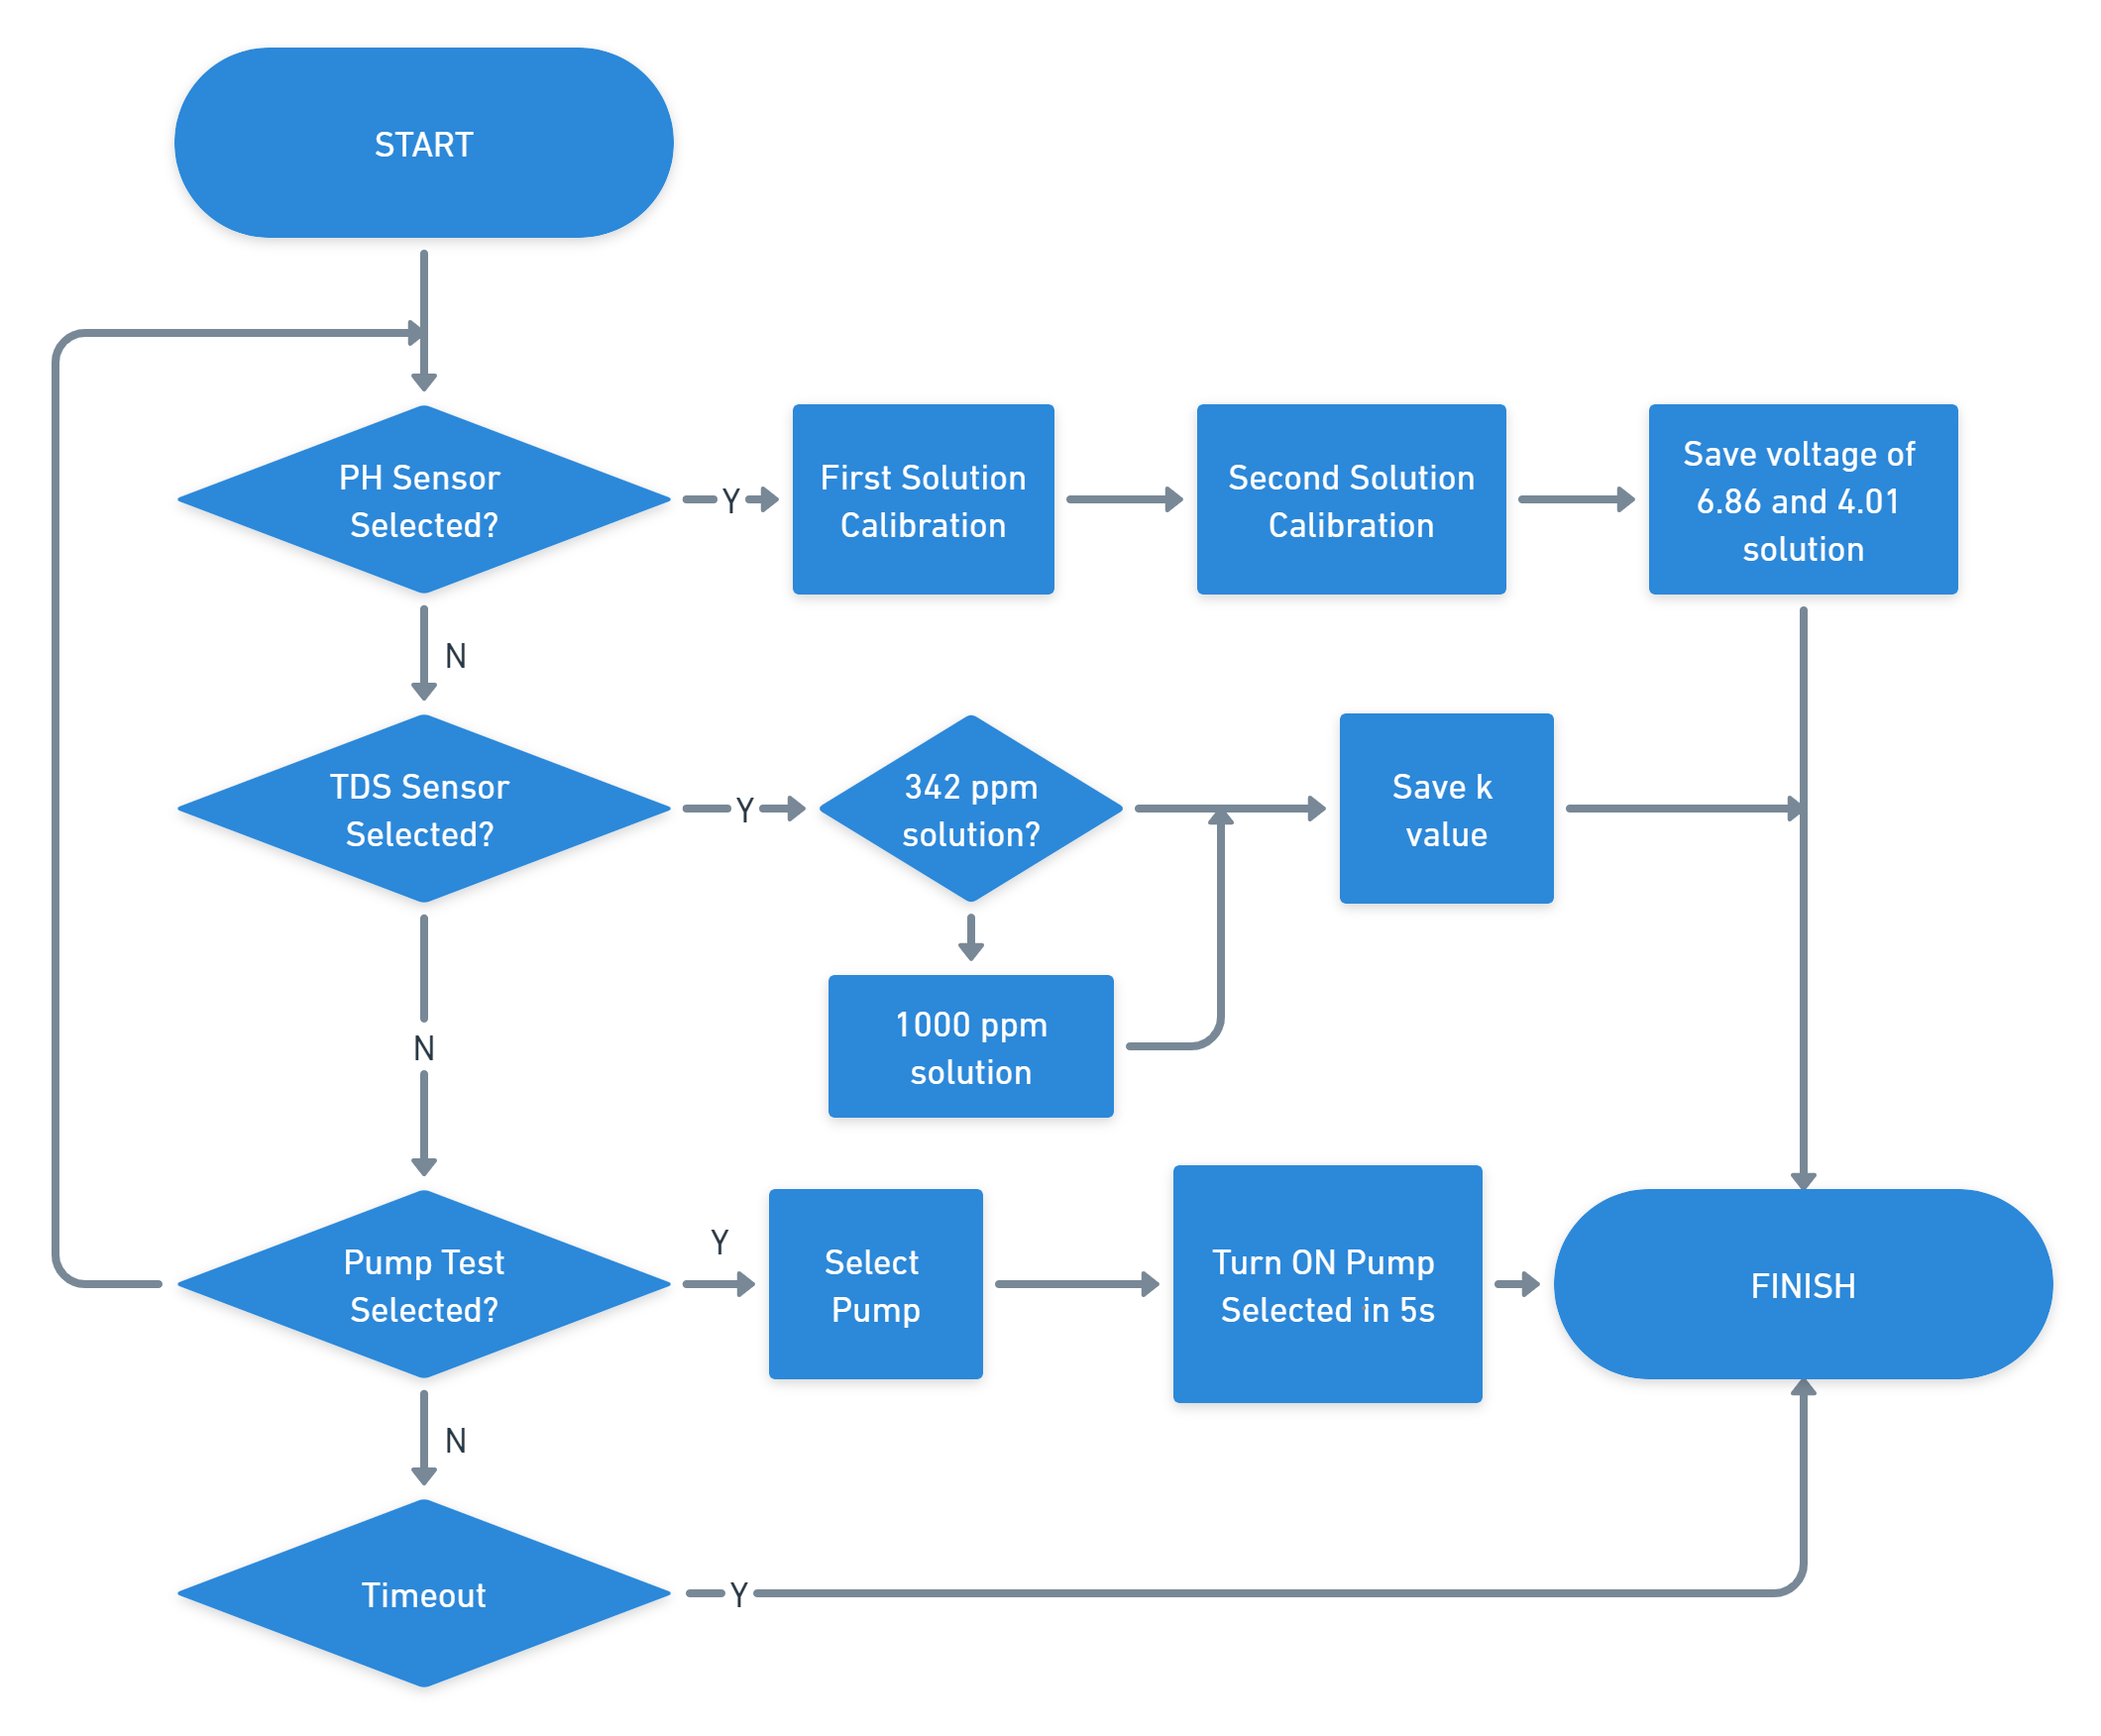 START
PH Sensor
Selected?
Y
First Solution
Calibration
Second Solution
Calibration
Save voltage of
6.86 and 4.01
solution
N
TDS Sensor
Selected?
Y
342 ppm
solution?
Save k
value
1000 ppm
solution
N
Pump Test
Selected?
Y
Select
Pump
Turn ON Pump
Selected in 5s
FINISH
N
Timeout
Y